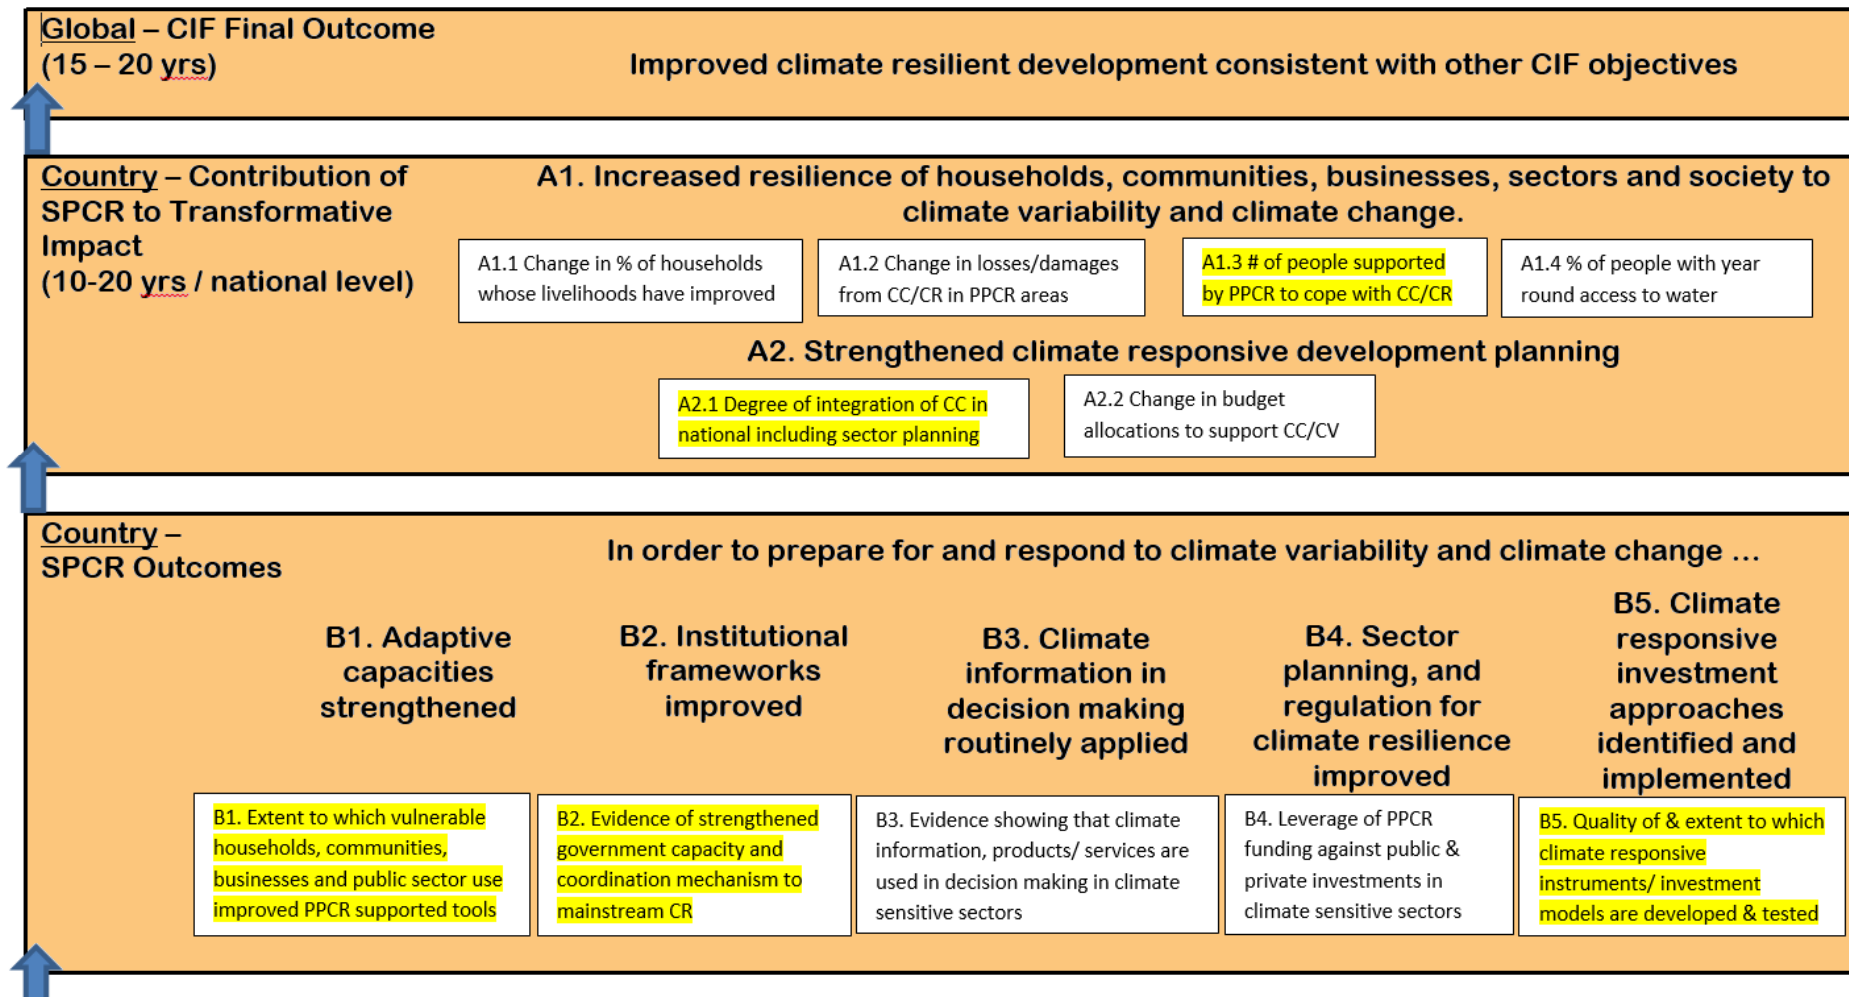 Global – CIF Final Outcome
(15 – 20 yrs)
Improved climate resilient development consistent with other CIF objectives
Country – Contribution of
SPCR to Transformative
Impact
(10-20 yrs / national level)
A1. Increased resilience of households, communities, businesses, sectors and society to
climate variability and climate change.
A1.1 Change in % of households
whose livelihoods have improved
A1.2 Change in losses/damages
from CC/CR in PPCR areas
A1.3 # of people supported
by PPCR to cope with CC/CR
A1.4 % of people with year
round access to water
A2. Strengthened climate responsive development planning
A2.1 Degree of integration of CC in
national including sector planning
A2.2 Change in budget
allocations to support CC/CV
Country –
SPCR Outcomes
In order to prepare for and respond to climate variability and climate change ...
B1. Adaptive
capacities
strengthened
B2. Institutional
frameworks
improved
B3. Climate
information in
decision making
routinely applied
B4. Sector
planning, and
regulation for
climate resilience
improved
B5. Climate
responsive
investment
approaches
identified and
implemented
B1. Extent to which vulnerable
households, communities,
businesses and public sector use
improved PPCR supported tools
B2. Evidence of strengthened
government capacity and
coordination mechanism to
mainstream CR
B3. Evidence showing that climate
information, products/ services are
used in decision making in climate
sensitive sectors
B4. Leverage of PPCR
funding against public &
private investments in
climate sensitive sectors
B5. Quality of & extent to which
climate responsive
instruments/ investment
models are developed & tested